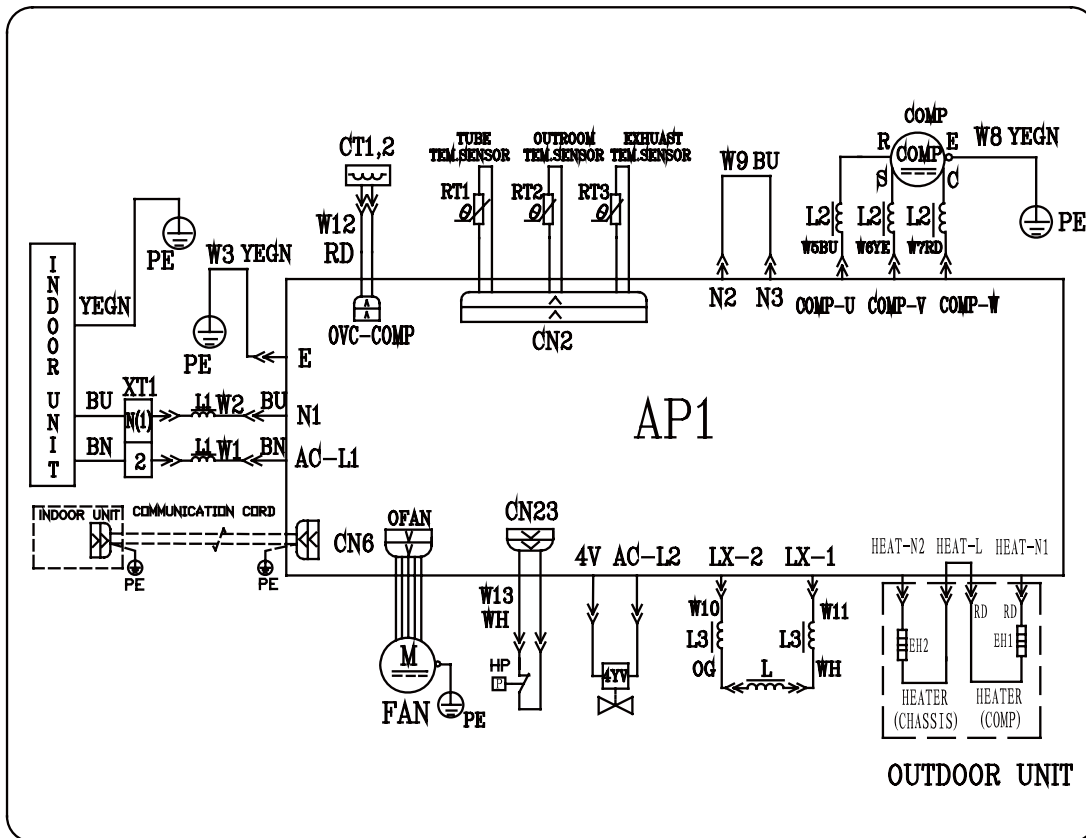 COMP
R
COMP
E
S
C
W8 YEGN
PE
CT1,2
TUBE
TEM.SENSOR
OUTROOM
TEM.SENSOR
EXHUAST
TEM.SENSOR
RT1
RT2
RT3
θ
θ
θ
W9 BU
L2
L2
L2
W5BU
W6YE
W7RD
W12
RD
PE
W3 YEGN
INDOOR UNIT
YEGN
PE
OVC-COMP
CN2
N2
N3
COMP-U
COMP-V
COMP-W
E
XT1
BU
N(1)
L1 W2
BU
N1
BN
2
L1 W1
BN
AC-L1
AP1
INDOOR UNIT
COMMUNICATION CORD
CN6
PE
PE
OFAN
CN23
4V
AC-L2
LX-2
LX-1
HEAT-N2
HEAT-L
HEAT-N1
W13
WH
W10
L3
OG
W11
L3
WH
L
RD
RD
EH2
EH1
M
FAN
PE
HP
P
4YV
HEATER
(CHASSIS)
HEATER
(COMP)
OUTDOOR UNIT